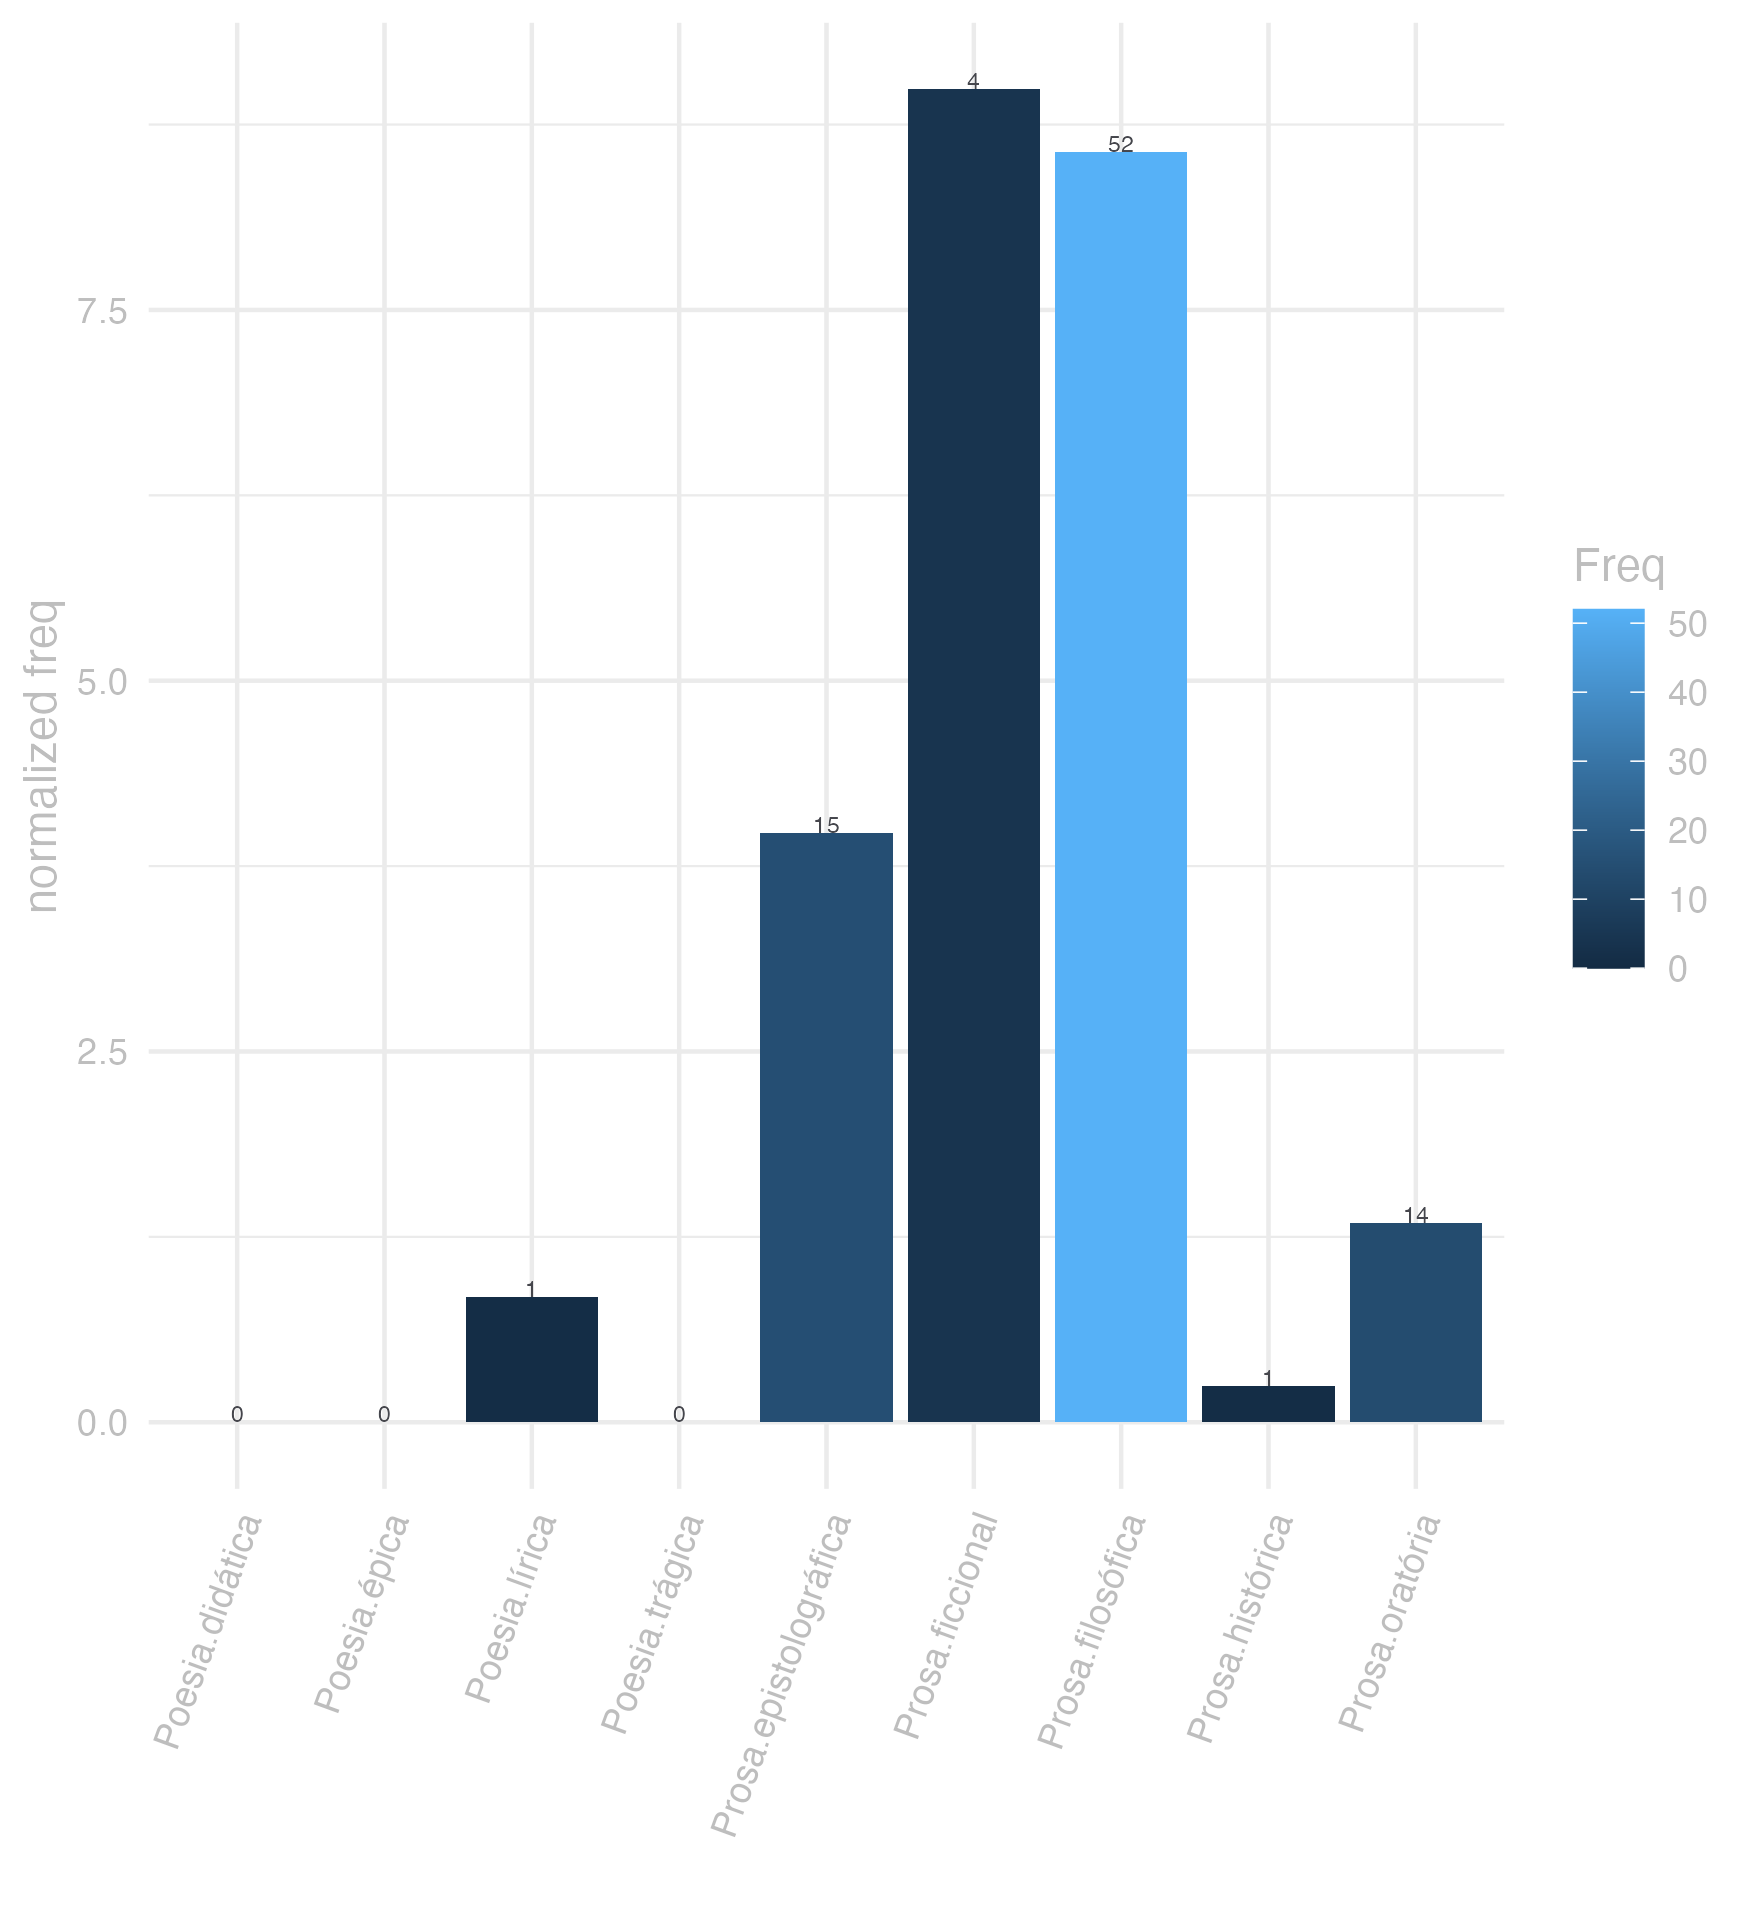 4
52
7.5
Freq
50
40
30
20
10
0
normalized freq
5.0
15
2.5
14
1
1
0
0
0
0.0
Poesia.didática
Poesia.épica
Poesia.lírica
Poesia.trágica
Prosa.epistolográfica
Prosa.ficcional
Prosa.filosófica
Prosa.histórica
Prosa.oratória